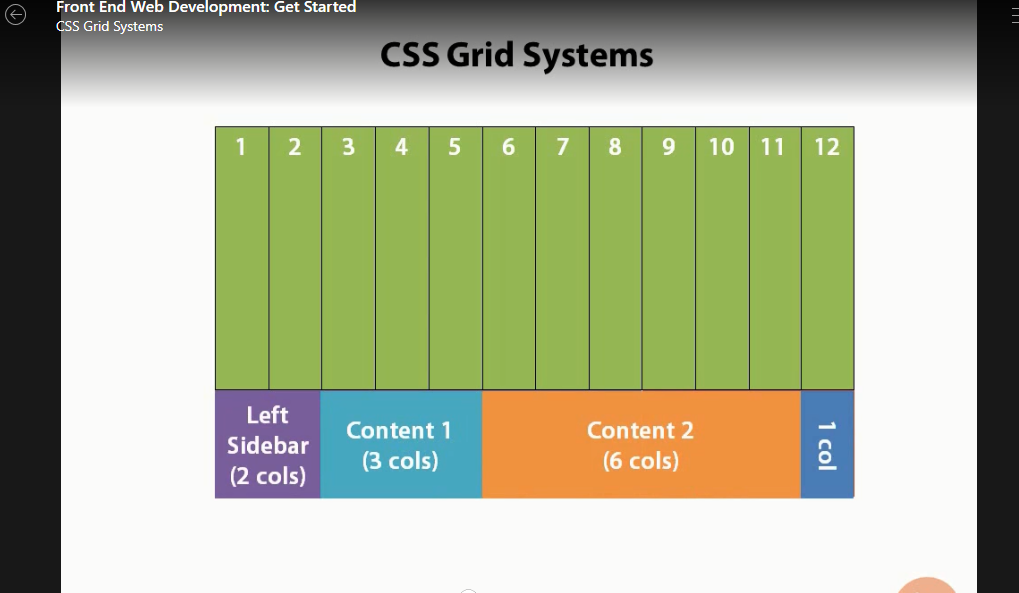 Front End Web Development: Get Started
CSS Grid Systems
CSS Grid Systems
1 2 3 4 5 6 7 8 9 10 11 12
Left
Sidebar
(2 cols)
Content 1
(3 cols)
Content 2
(6 cols)
1 col